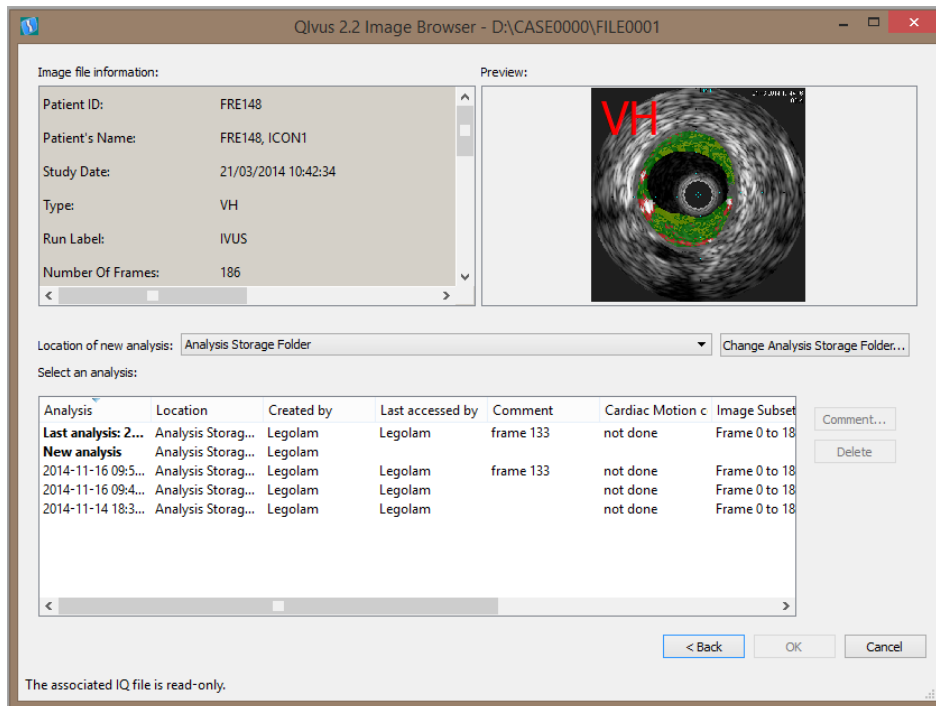 QIvus 2.2 Image Browser - D:\CASE0000\FILE0001
Image file information:
Preview:
Patient ID: FRE148
Patient's Name: FRE148, ICON1
Study Date: 21/03/2014 10:42:34
Type: VH
Run Label: IVUS
Number Of Frames: 186
VH
Location of new analysis: Analysis Storage Folder Change Analysis Storage Folder...
Select an analysis:
Analysis Location Created by Last accessed by Comment Cardiac Motion c Image Subset
Last analysis: 2... Analysis Storag... Legolam Legolam frame 133 not done Frame 0 to 18
New analysis Analysis Storag... Legolam
2014-11-16 09:5... Analysis Storag... Legolam Legolam frame 133 not done Frame 0 to 18
2014-11-16 09:4... Analysis Storag... Legolam Legolam not done Frame 0 to 18
2014-11-14 18:3... Analysis Storag... Legolam Legolam not done Frame 0 to 18
Comment...
Delete
< Back OK Cancel
The associated IQ file is read-only.